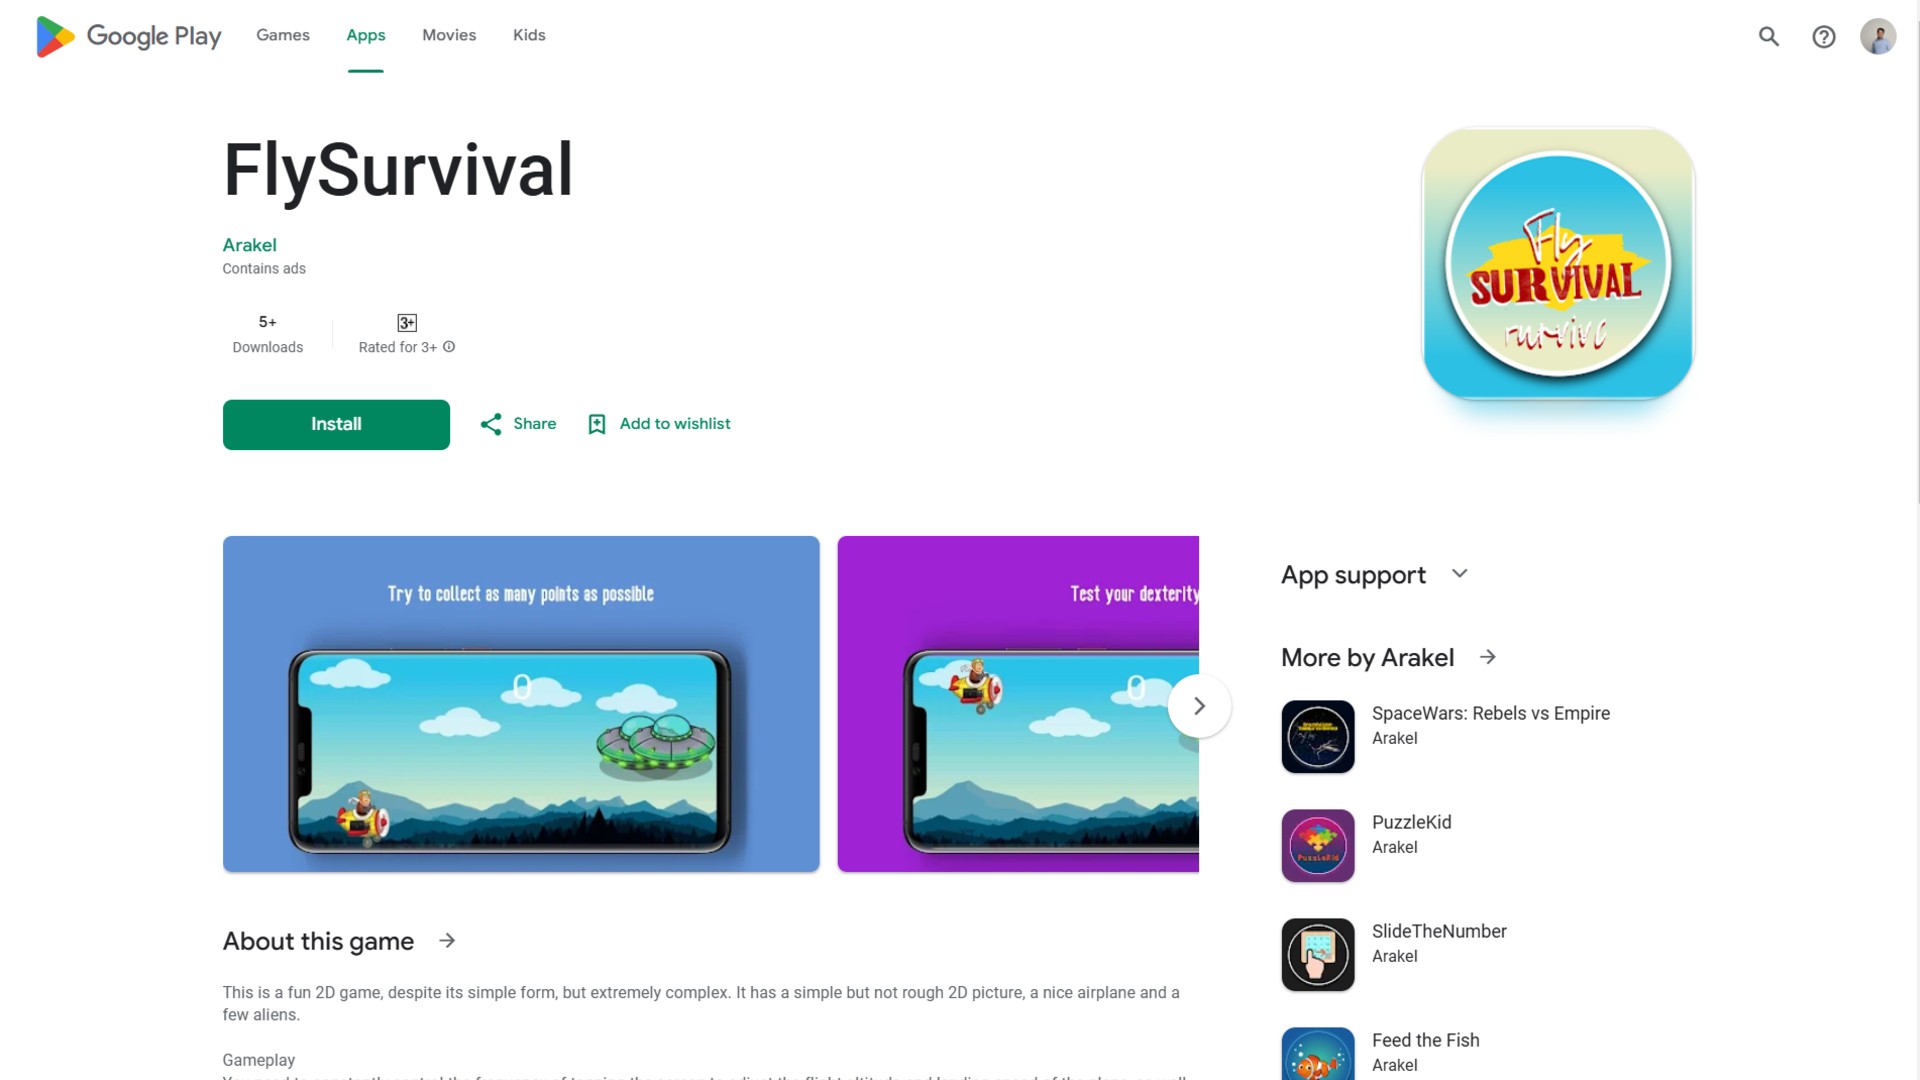 Google Play
Games
Apps
Movies
Kids
FlySurvival
Arakel
Contains ads
5+
Downloads
3+
Rated for 3+
Install
Share
Add to wishlist
Fly
SURVIVAL
Try to collect as many points as possible
0
Test your dexterity
0
App support
More by Arakel
SpaceWars: Rebels vs Empire
Arakel
PuzzleKid
PuzzleKid
Arakel
SlideTheNumber
Arakel
Feed the Fish
Arakel
About this game
This is a fun 2D game, despite its simple form, but extremely complex. It has a simple but not rough 2D picture, a nice airplane and a
few aliens.
Gameplay